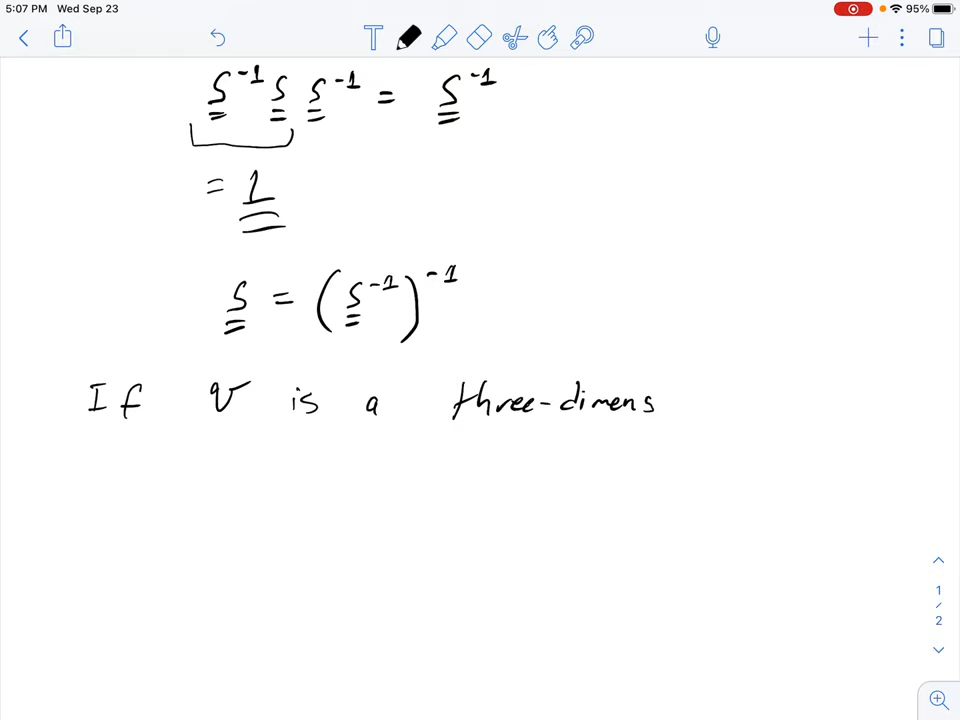 5:07 PM Wed Sep 23 95%
S⁻¹ S S⁻¹ = S⁻¹
= 1
S = (S⁻¹)⁻¹
If V is a three-dimens
1
/
2